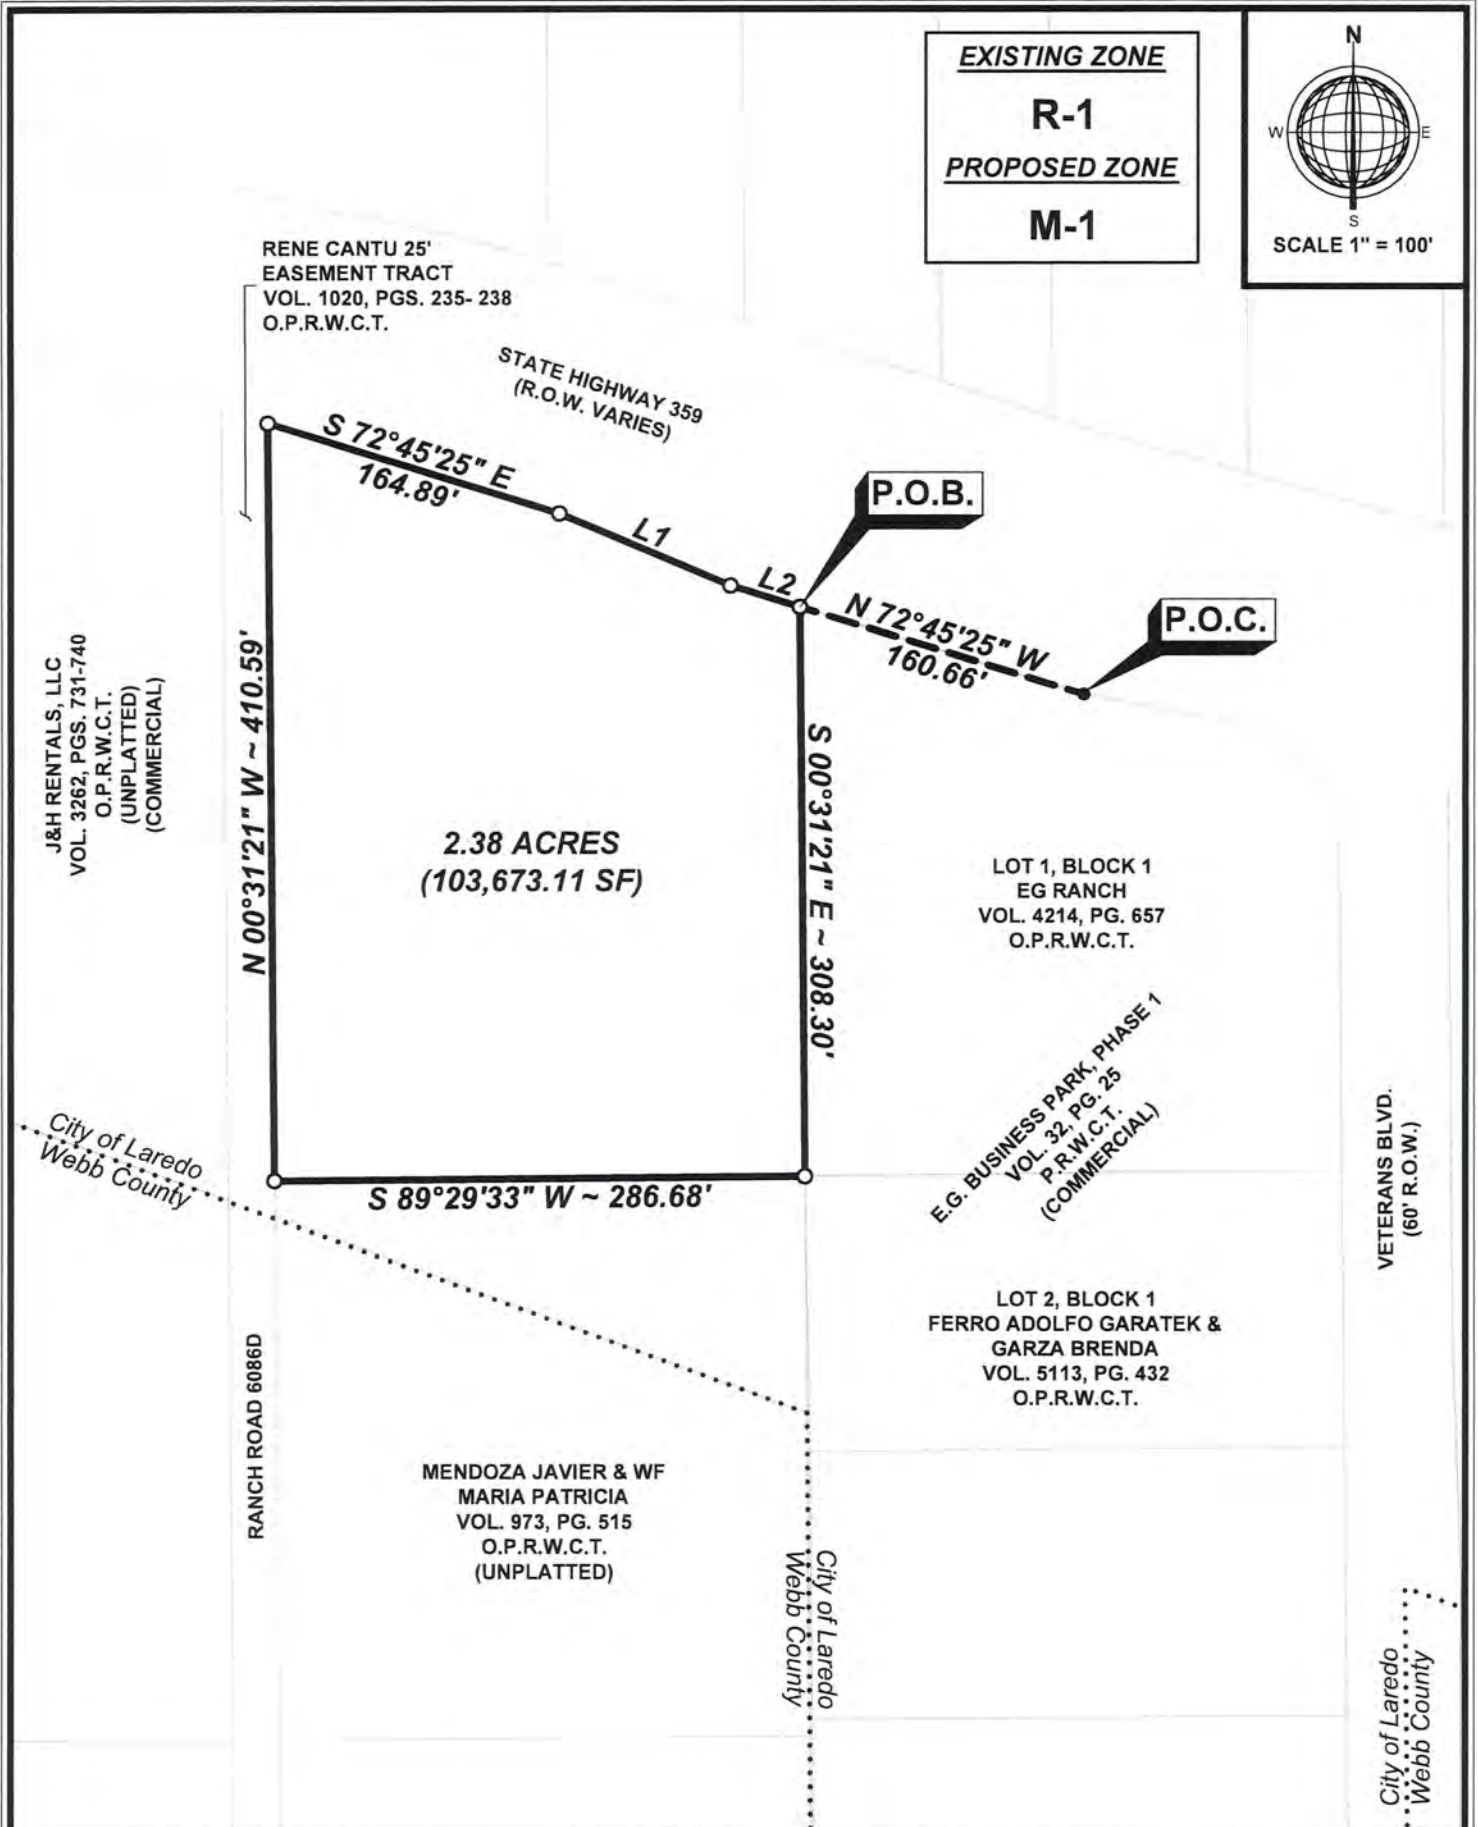 EXISTING ZONE
R-1
PROPOSED ZONE
M-1
N
W
E
S
SCALE 1" = 100'
RENE CANTU 25'
EASEMENT TRACT
VOL. 1020, PGS. 235- 238
O.P.R.W.C.T.
STATE HIGHWAY 359
(R.O.W. VARIES)
S 72°45'25" E
164.89'
L1
L2
P.O.B.
N 72°45'25" W
160.66'
P.O.C.
J&H RENTALS, LLC
VOL. 3262, PGS. 731-740
O.P.R.W.C.T.
(UNPLATTED)
(COMMERCIAL)
N 00°31'21" W ~ 410.59'
2.38 ACRES
(103,673.11 SF)
S 00°31'21" E ~ 308.30'
LOT 1, BLOCK 1
EG RANCH
VOL. 4214, PG. 657
O.P.R.W.C.T.
E.G. BUSINESS PARK, PHASE 1
VOL. 32, PG. 25
P.R.W.C.T.
(COMMERCIAL)
VETERANS BLVD.
(60' R.O.W.)
City of Laredo
Webb County
S 89°29'33" W ~ 286.68'
LOT 2, BLOCK 1
FERRO ADOLFO GARATEK &
GARZA BRENDA
VOL. 5113, PG. 432
O.P.R.W.C.T.
RANCH ROAD 6086D
MENDOZA JAVIER & WF
MARIA PATRICIA
VOL. 973, PG. 515
O.P.R.W.C.T.
(UNPLATTED)
City of Laredo
Webb County
City of Laredo
Webb County